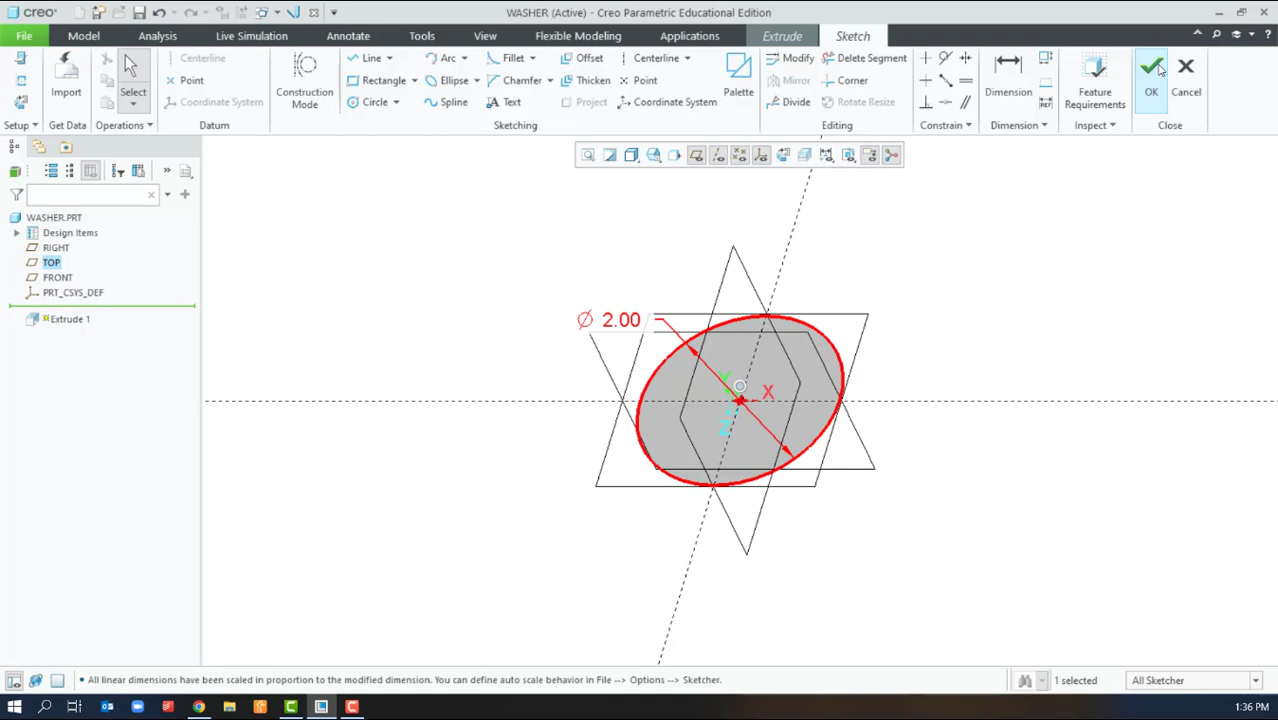 creo
WASHER (Active) - Creo Parametric Educational Edition
File Model Analysis Live Simulation Annotate Tools View Flexible Modeling Applications Extrude Sketch
Import
Select
Centerline
Point
Coordinate System
Construction
Mode
Line Arc Fillet Offset Centerline
Rectangle Ellipse Chamfer Thicken Point
Circle Spline Text Project Coordinate System
Palette
Modify Delete Segment
Mirror Corner
Divide Rotate Resize
Dimension
Feature
Requirements
OK
Cancel
Setup Get Data Operations Datum Sketching Editing Constrain Dimension Inspect Close
WASHER.PRT
Design Items
RIGHT
TOP
FRONT
PRT_CSYS_DEF
Extrude 1
Ø 2.00
Y
X
Z
All linear dimensions have been scaled in proportion to the modified dimension. You can define auto scale behavior in File --> Options --> Sketcher.
1 selected
All Sketcher
1:36 PM